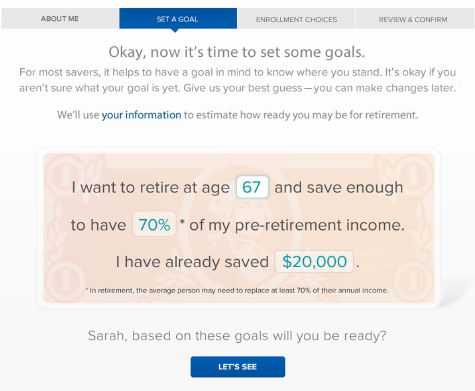 ABOUT ME
SET A GOAL
ENROLLMENT CHOICES
REVIEW & CONFIRM
Okay, now it's time to set some goals.
For most savers, it helps to have a goal in mind to know where you stand. It's okay if you
aren't sure what your goal is yet. Give us your best guess—you can make changes later.
We'll use your information to estimate how ready you may be for retirement.
I want to retire at age 67 and save enough
to have 70% * of my pre-retirement income.
I have already saved $20,000 .
* In retirement, the average person may need to replace at least 70% of their annual income.
Sarah, based on these goals will you be ready?
LET'S SEE